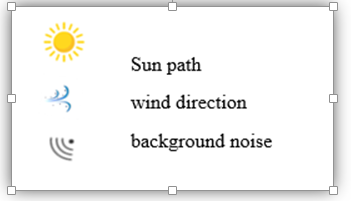 Sun path
wind direction
background noise